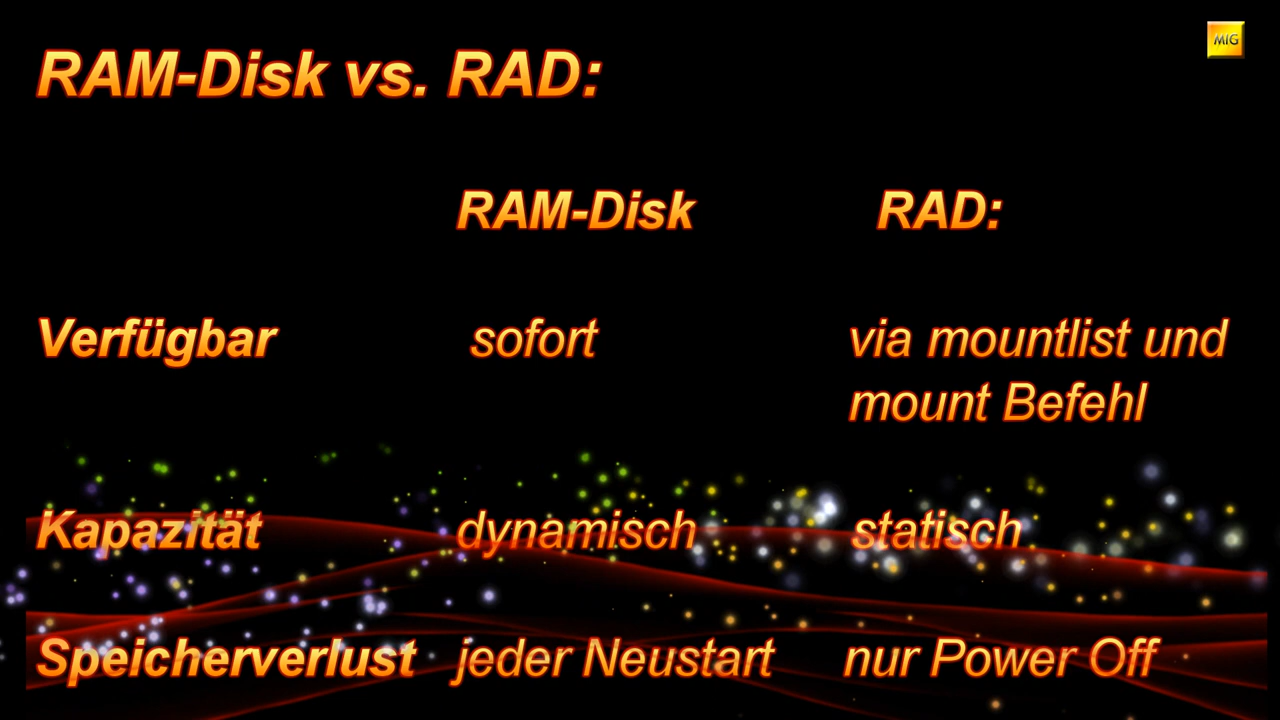 MIG
RAM-Disk vs. RAD:
RAM-Disk RAD:
Verfügbar sofort via mountlist und
mount Befehl
Kapazität dynamisch statisch
Speicherverlust jeder Neustart nur Power Off